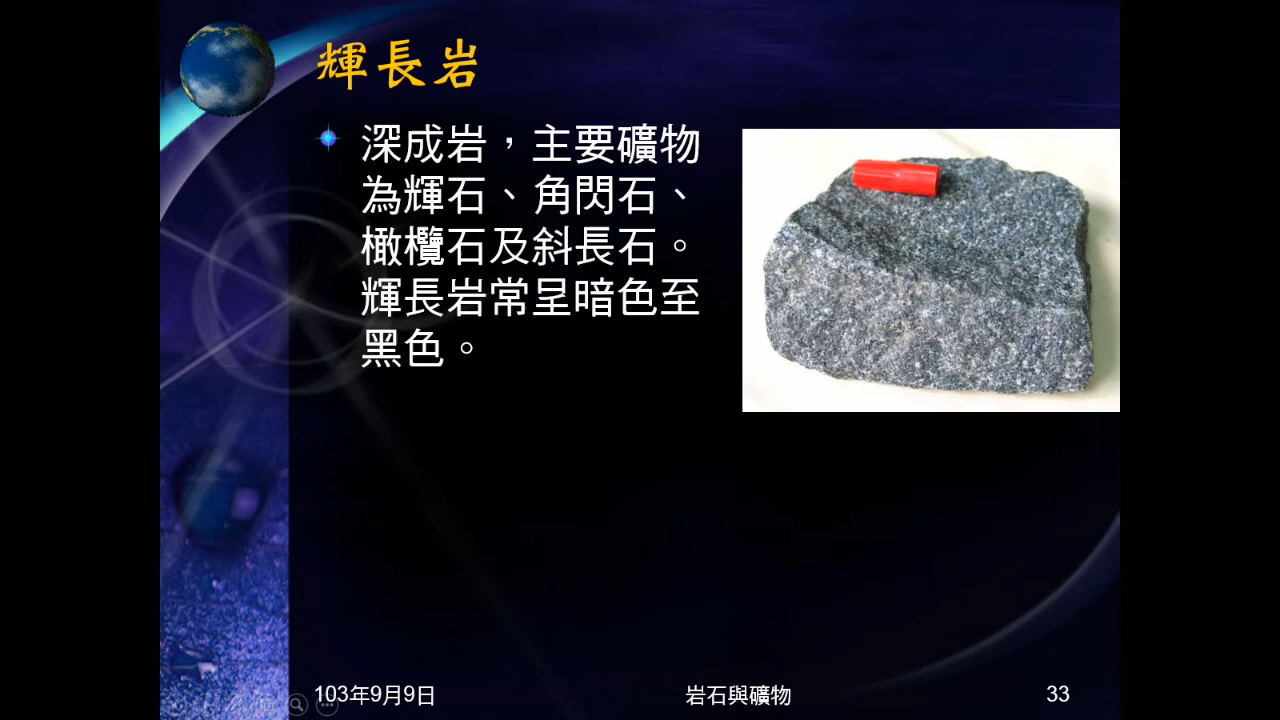 輝長岩
深成岩，主要礦物
為輝石、角閃石、
橄欖石及斜長石。
輝長岩常呈暗色至
黑色。
103年9月9日
岩石與礦物
33